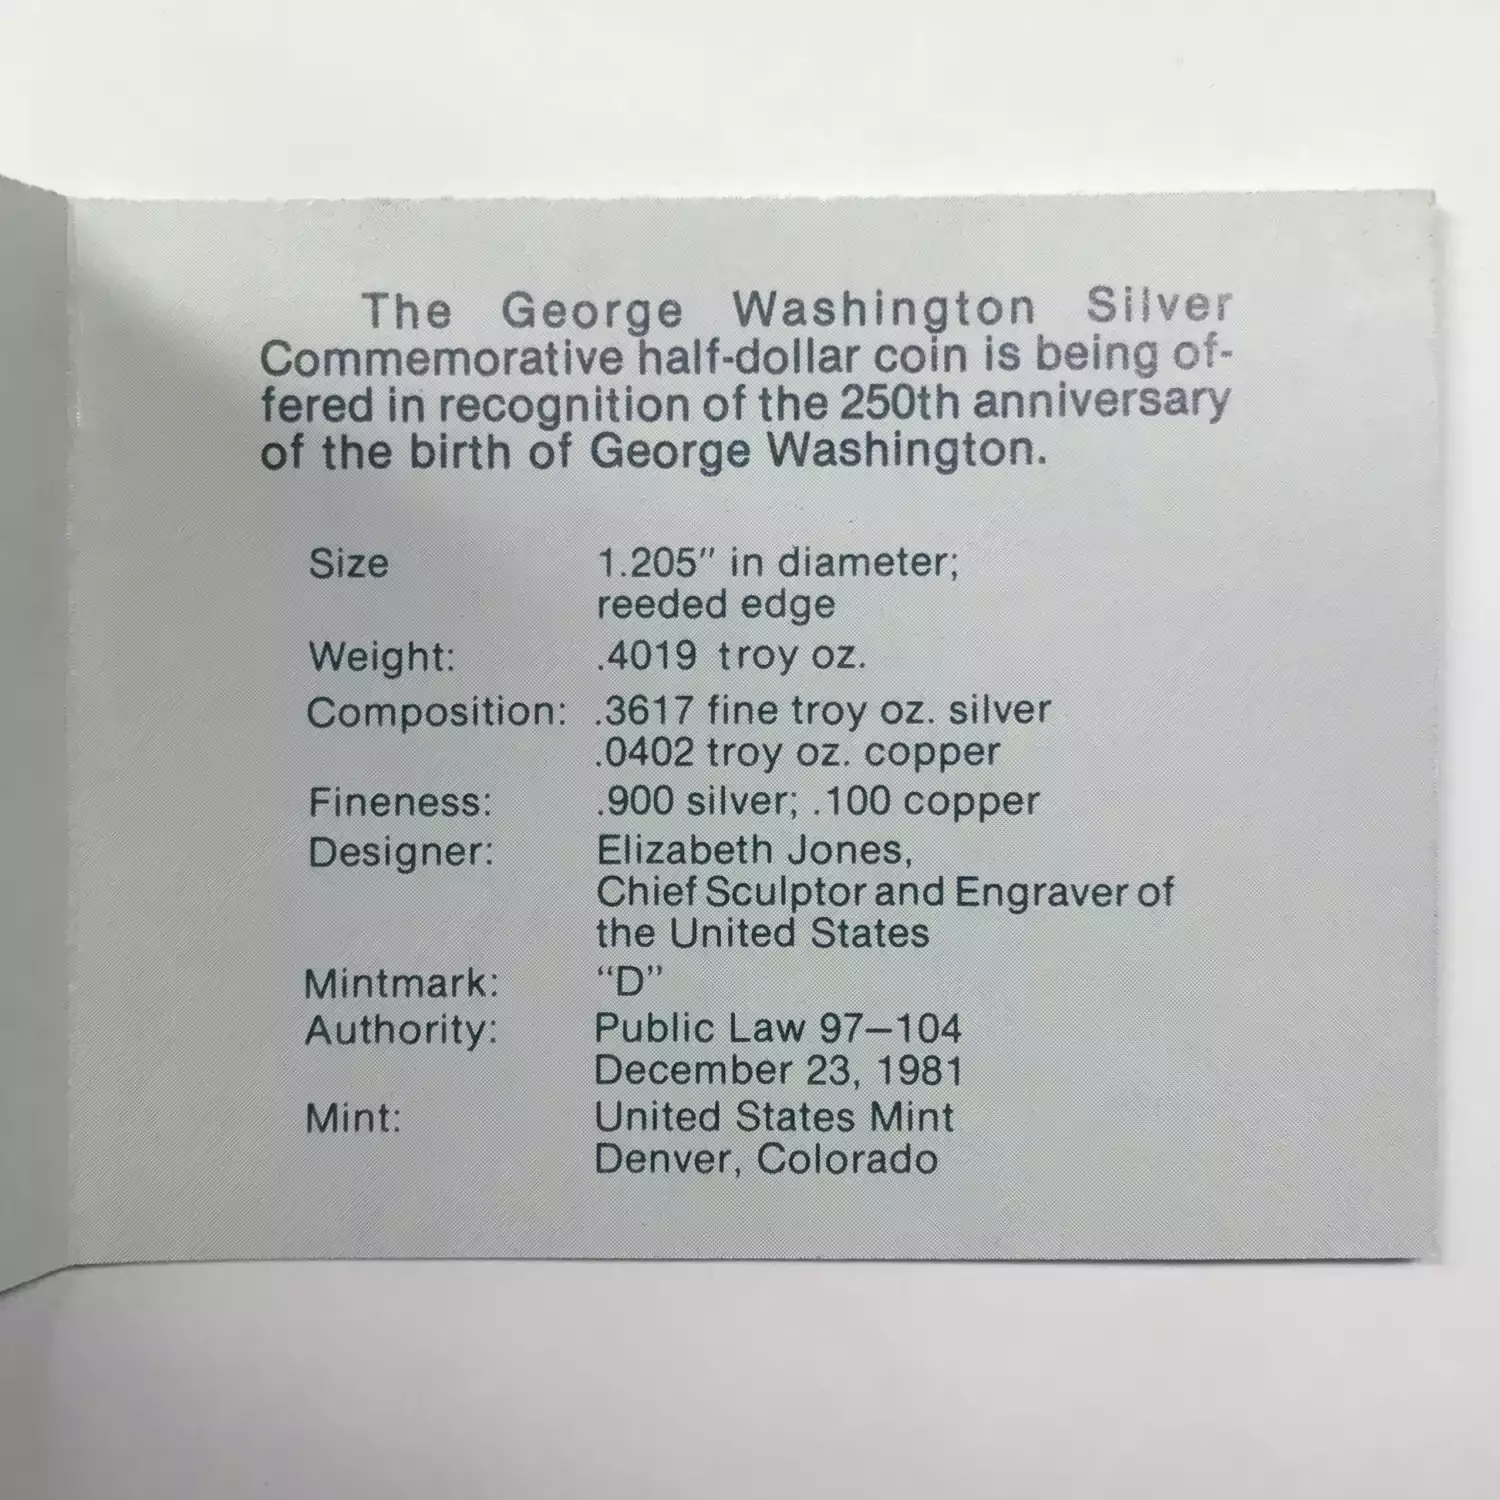 The George Washington Silver
Commemorative half-dollar coin is being of-
fered in recognition of the 250th anniversary
of the birth of George Washington.
Size 1.205″ in diameter;
reeded edge
Weight: .4019 troy oz.
Composition: .3617 fine troy oz. silver
.0402 troy oz. copper
Fineness: .900 silver; .100 copper
Designer: Elizabeth Jones,
Chief Sculptor and Engraver of
the United States
Mintmark: “D”
Authority: Public Law 97–104
December 23, 1981
Mint: United States Mint
Denver, Colorado